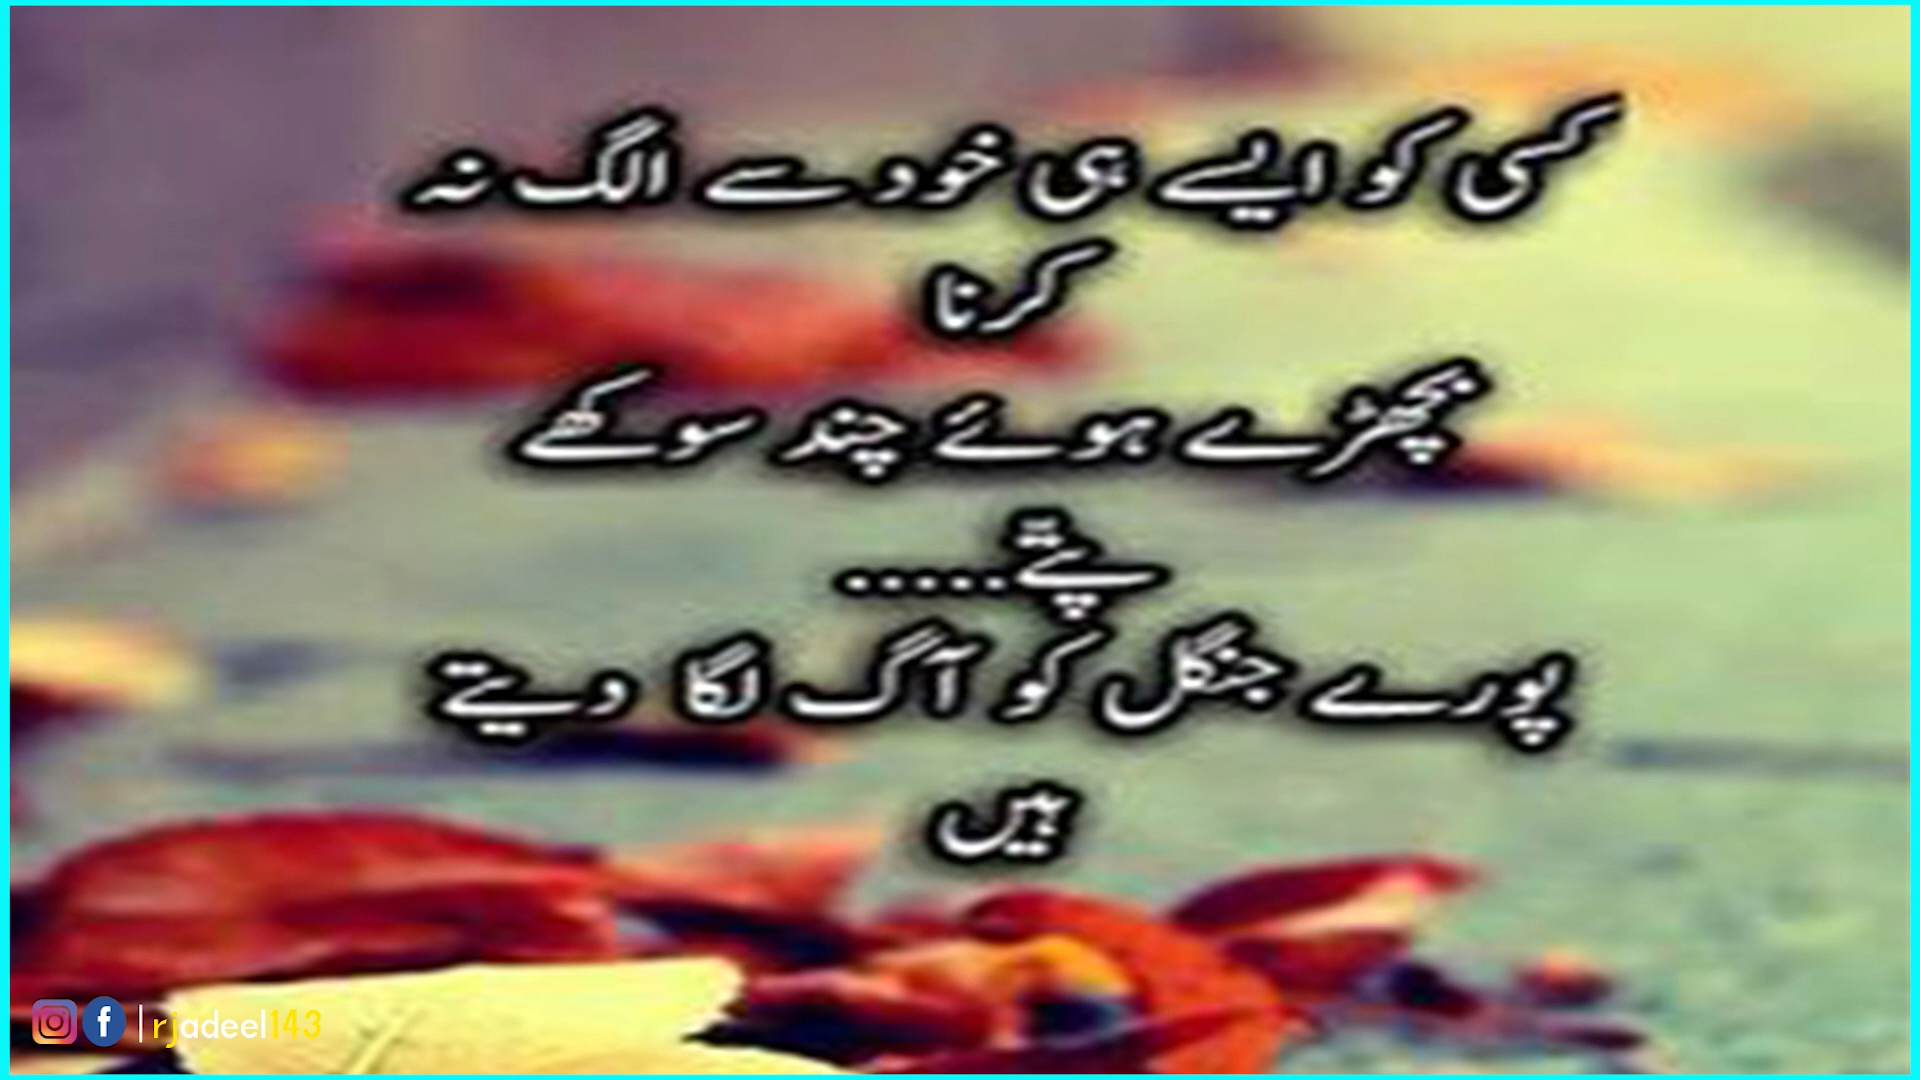 کسی کو ایسے ہی خود سے الگ نہ
کرنا
بچھڑے ہوئے چند سوکھے
پتّے.....
پورے جنگل کو آگ لگا دیتے
ہیں
|rjadeel143